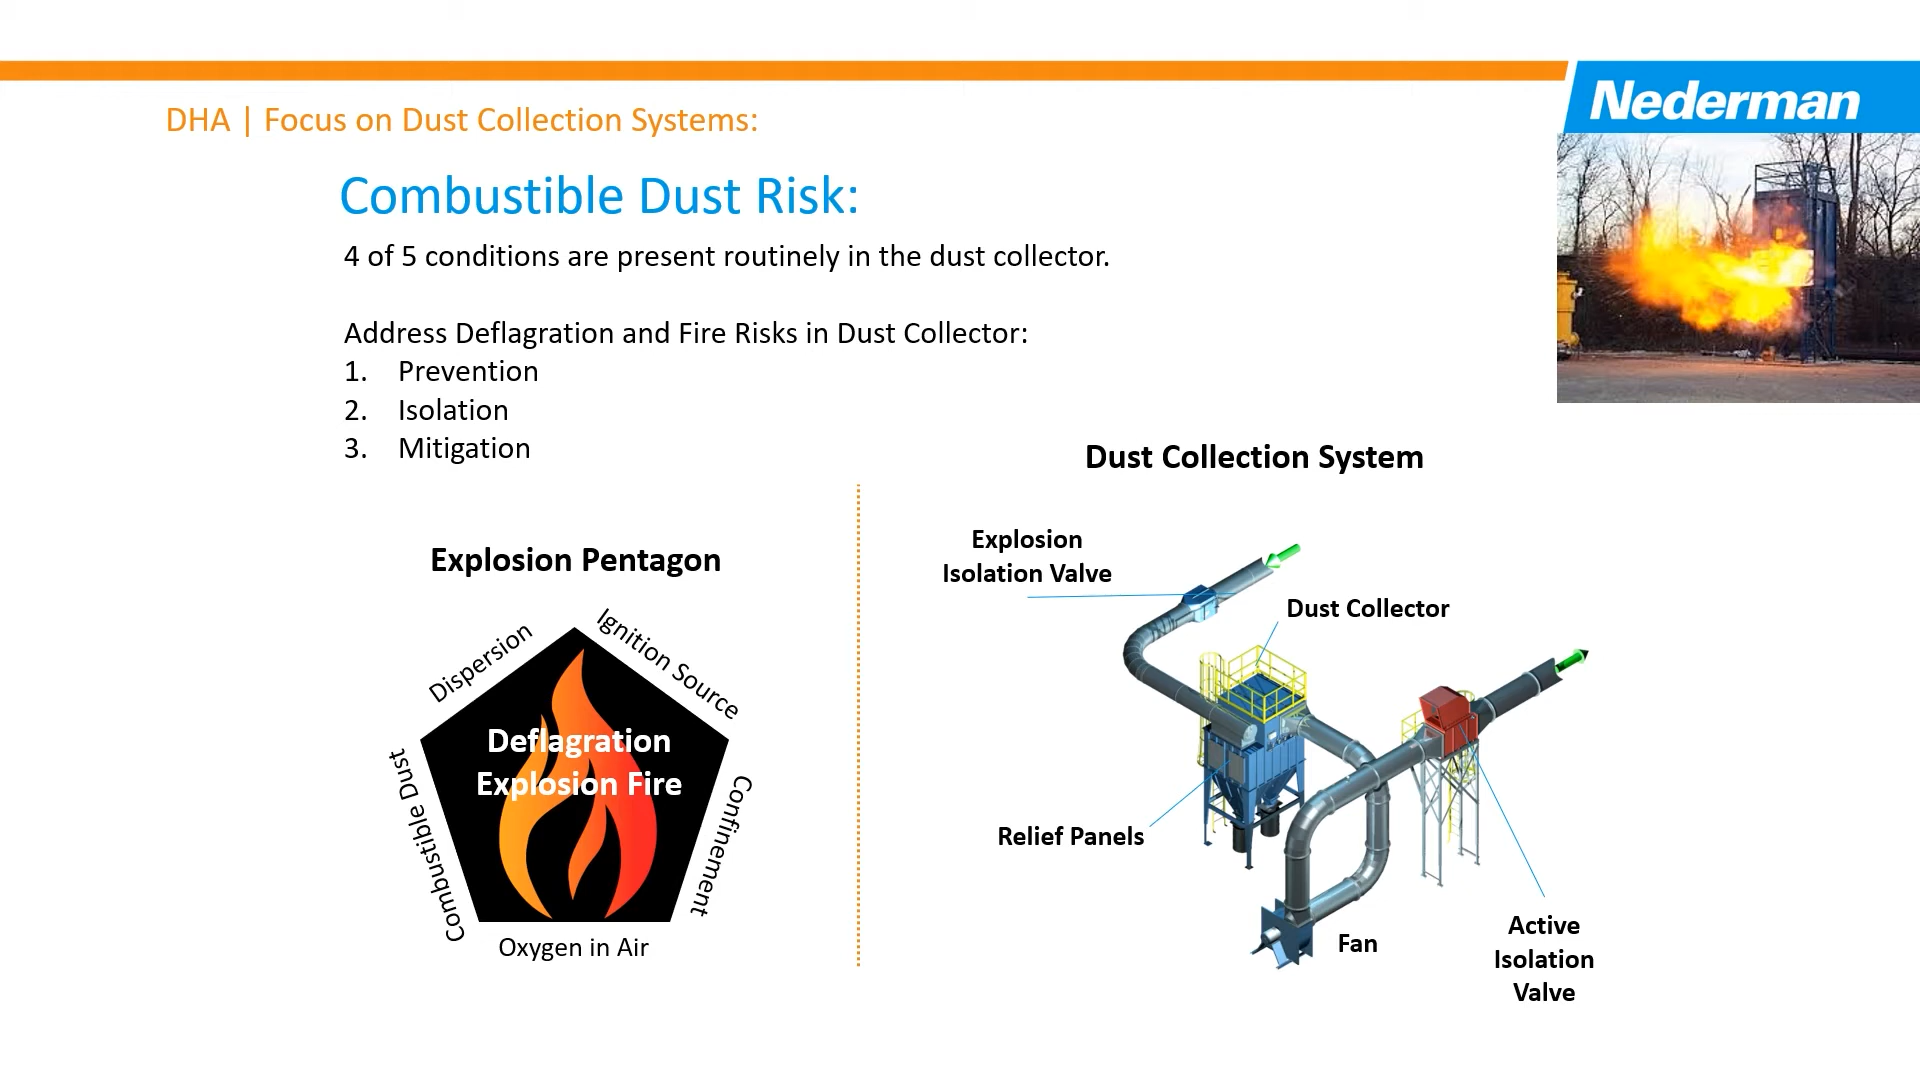 Nederman
DHA | Focus on Dust Collection Systems:
Combustible Dust Risk:
4 of 5 conditions are present routinely in the dust collector.
Address Deflagration and Fire Risks in Dust Collector:
1. Prevention
2. Isolation
3. Mitigation
Explosion Pentagon
Dispersion
Ignition Source
Combustible Dust
Confinement
Oxygen in Air
Deflagration
Explosion Fire
Dust Collection System
Explosion
Isolation Valve
Dust Collector
Relief Panels
Fan
Active
Isolation
Valve